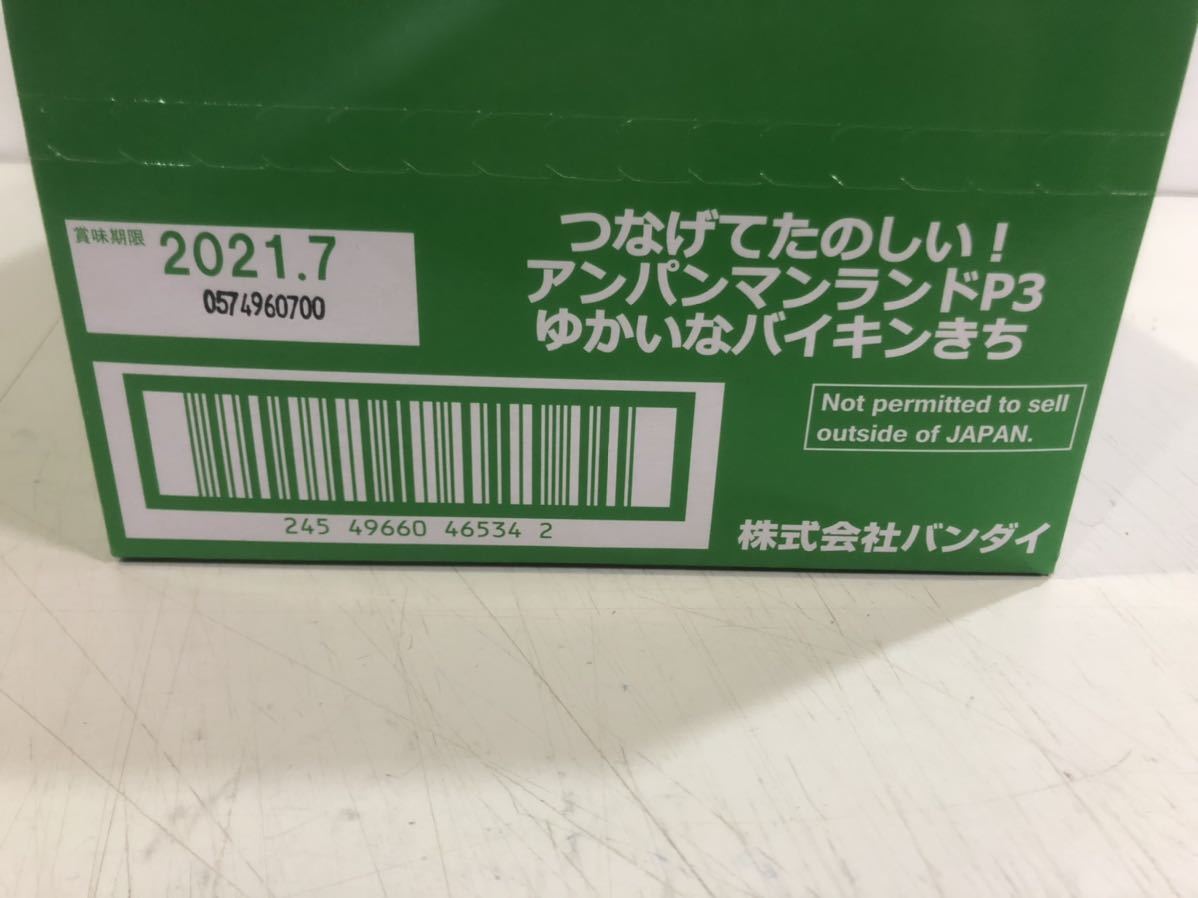 賞味期限 2021.7
0574960700
つなげてたのしい！
アンパンマンランドP3
ゆかいなバイキンきち
Not permitted to sell
outside of JAPAN.
245 49660 46534 2
株式会社バンダイ